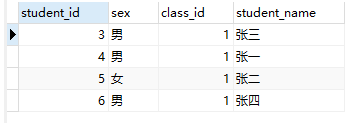 student_id sex class_id student_name
3 男 1 张三
4 男 1 张一
5 女 1 张二
6 男 1 张四